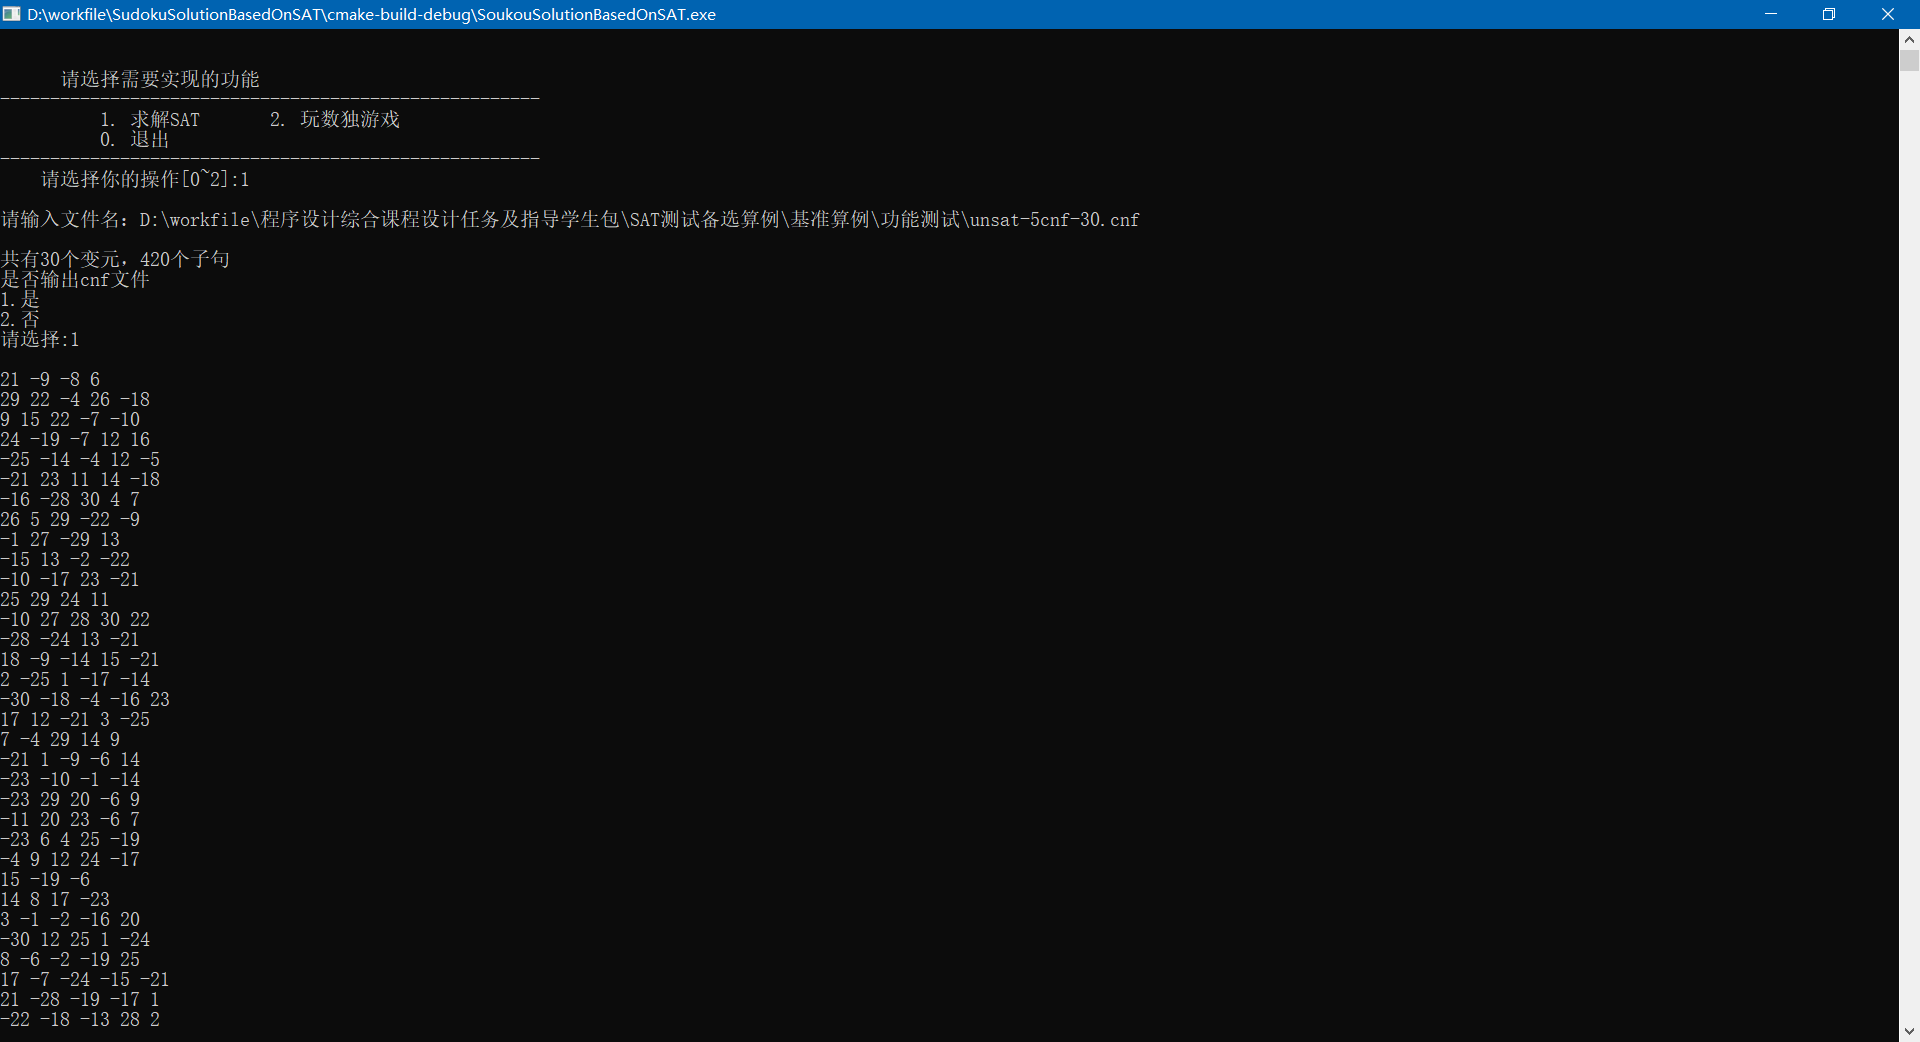 D:\workfile\SudokuSolutionBasedOnSAT\cmake-build-debug\SoukouSolutionBasedOnSAT.exe
请选择需要实现的功能
------------------------------------------------------
1. 求解SAT 2. 玩数独游戏
0. 退出
------------------------------------------------------
请选择你的操作[0~2]:1
请输入文件名：D:\workfile\程序设计综合课程设计任务及指导学生包\SAT测试备选算例\基准算例\功能测试\unsat-5cnf-30.cnf
共有30个变元，420个子句
是否输出cnf文件
1.是
2.否
请选择:1
21 -9 -8 6
29 22 -4 26 -18
9 15 22 -7 -10
24 -19 -7 12 16
-25 -14 -4 12 -5
-21 23 11 14 -18
-16 -28 30 4 7
26 5 29 -22 -9
-1 27 -29 13
-15 13 -2 -22
-10 -17 23 -21
25 29 24 11
-10 27 28 30 22
-28 -24 13 -21
18 -9 -14 15 -21
2 -25 1 -17 -14
-30 -18 -4 -16 23
17 12 -21 3 -25
7 -4 29 14 9
-21 1 -9 -6 14
-23 -10 -1 -14
-23 29 20 -6 9
-11 20 23 -6 7
-23 6 4 25 -19
-4 9 12 24 -17
15 -19 -6
14 8 17 -23
3 -1 -2 -16 20
-30 12 25 1 -24
8 -6 -2 -19 25
17 -7 -24 -15 -21
21 -28 -19 -17 1
-22 -18 -13 28 2